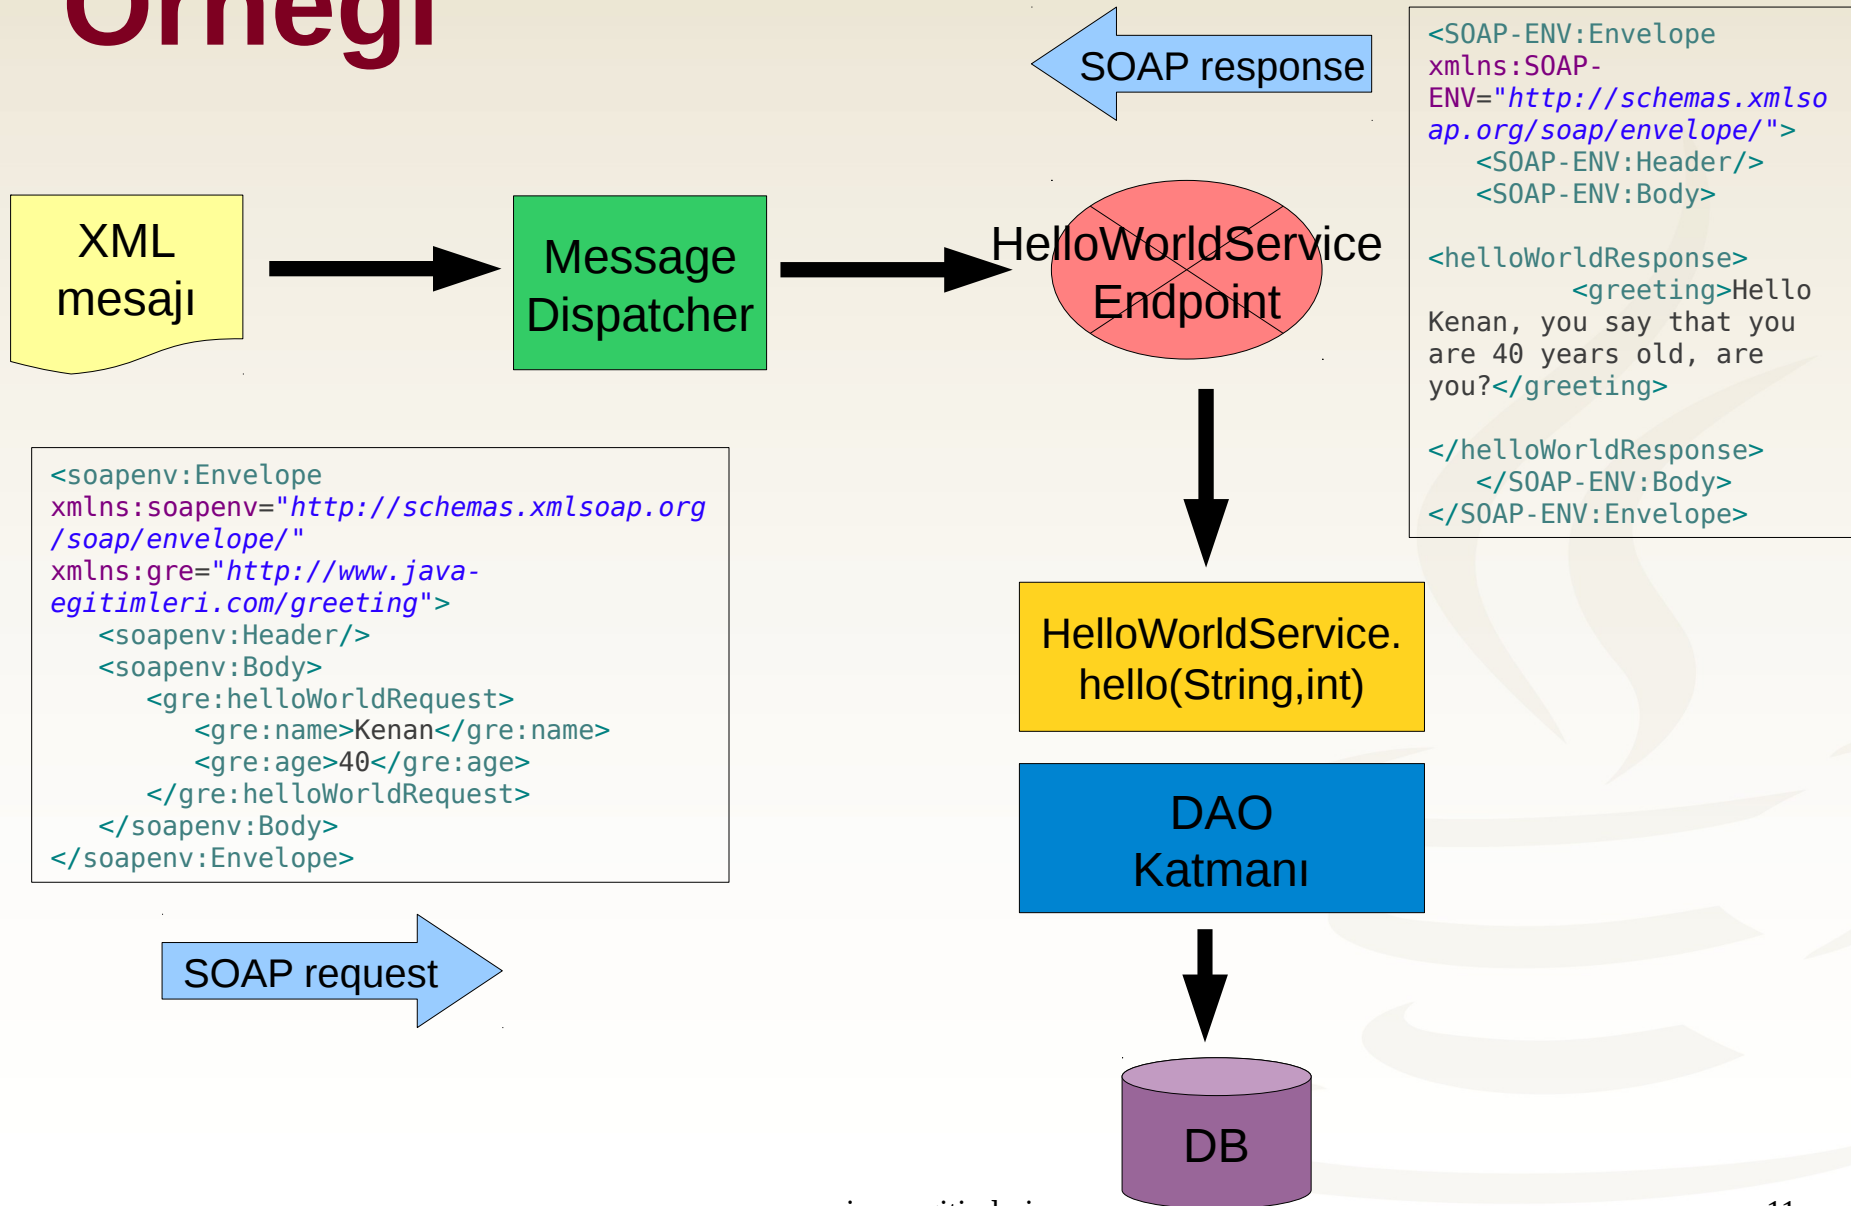 Örneği
SOAP response
<SOAP-ENV:Envelope
xmlns:SOAP-
ENV="http://schemas.xmlso
ap.org/soap/envelope/">
<SOAP-ENV:Header/>
<SOAP-ENV:Body>
<helloWorldResponse>
<greeting>Hello
Kenan, you say that you
are 40 years old, are
you?</greeting>
</helloWorldResponse>
</SOAP-ENV:Body>
</SOAP-ENV:Envelope>
XML
mesajı
Message
Dispatcher
HelloWorldService
Endpoint
<soapenv:Envelope
xmlns:soapenv="http://schemas.xmlsoap.org
/soap/envelope/"
xmlns:gre="http://www.java-
egitimleri.com/greeting">
<soapenv:Header/>
<soapenv:Body>
<gre:helloWorldRequest>
<gre:name>Kenan</gre:name>
<gre:age>40</gre:age>
</gre:helloWorldRequest>
</soapenv:Body>
</soapenv:Envelope>
HelloWorldService.
hello(String,int)
DAO
Katmanı
SOAP request
DB
11